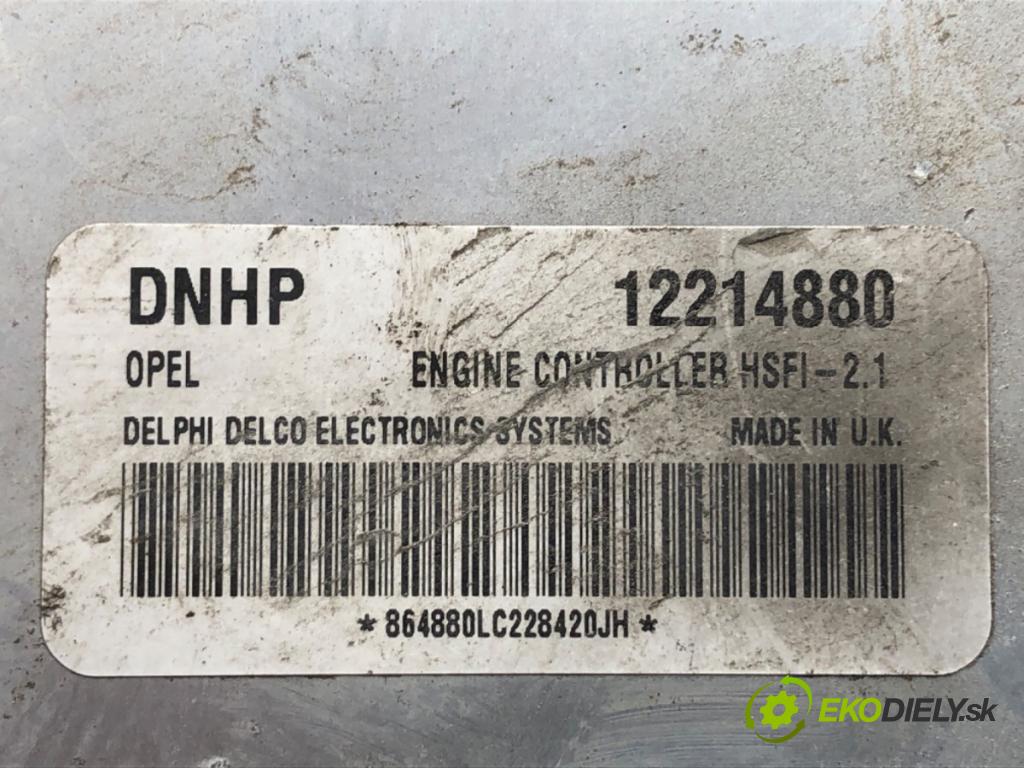 DNHP 12214880
OPEL ENGINE CONTROLLER HSFI-2.1
DELPHI DELCO ELECTRONICS SYSTEMS MADE IN U.K.
*864880LC228420JH*
EKODIELY.sk